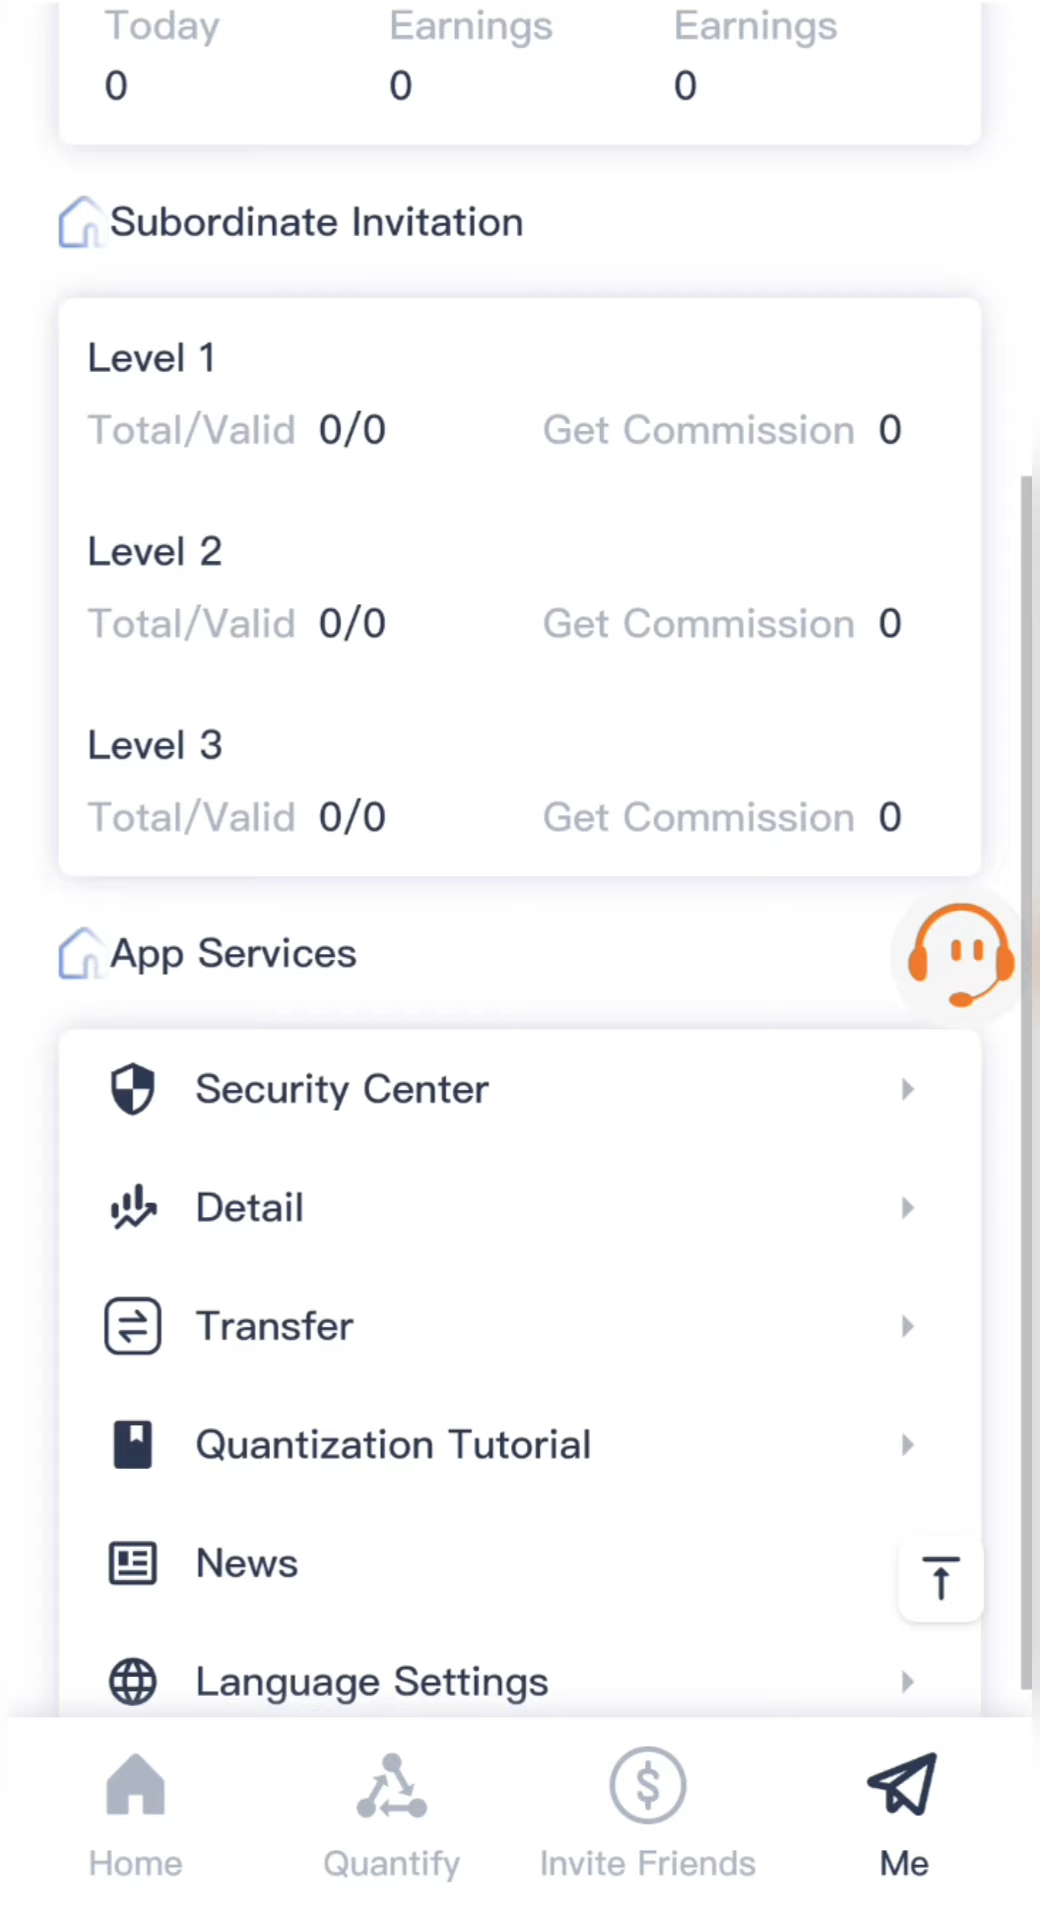 Today Earnings Earnings
0 0 0
Subordinate Invitation
Level 1
Total/Valid 0/0 Get Commission 0
Level 2
Total/Valid 0/0 Get Commission 0
Level 3
Total/Valid 0/0 Get Commission 0
App Services
Security Center
Detail
Transfer
Quantization Tutorial
News
Language Settings
Home Quantify Invite Friends Me